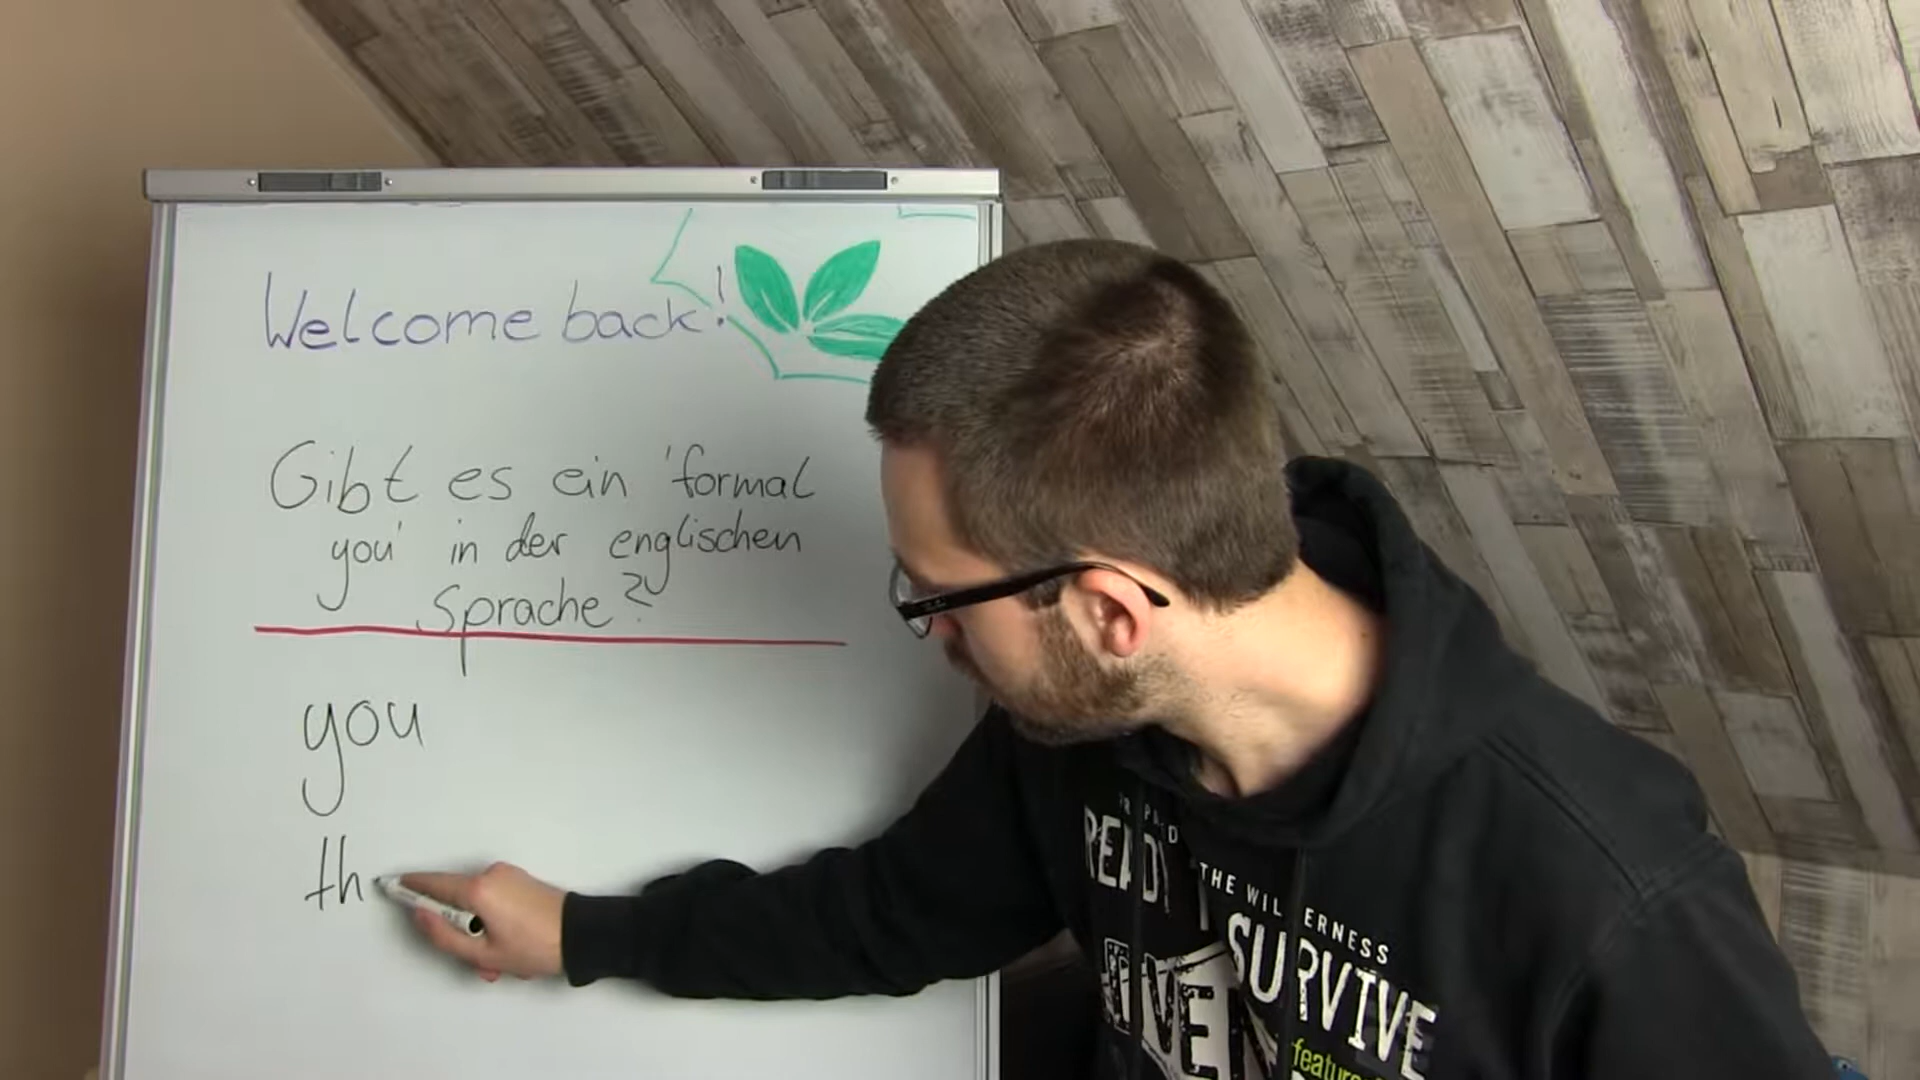 Welcome back!
Gibt es ein 'formal
you' in der englischen
Sprache?
you
th
READY
THE WILDERNESS
SURVIVE